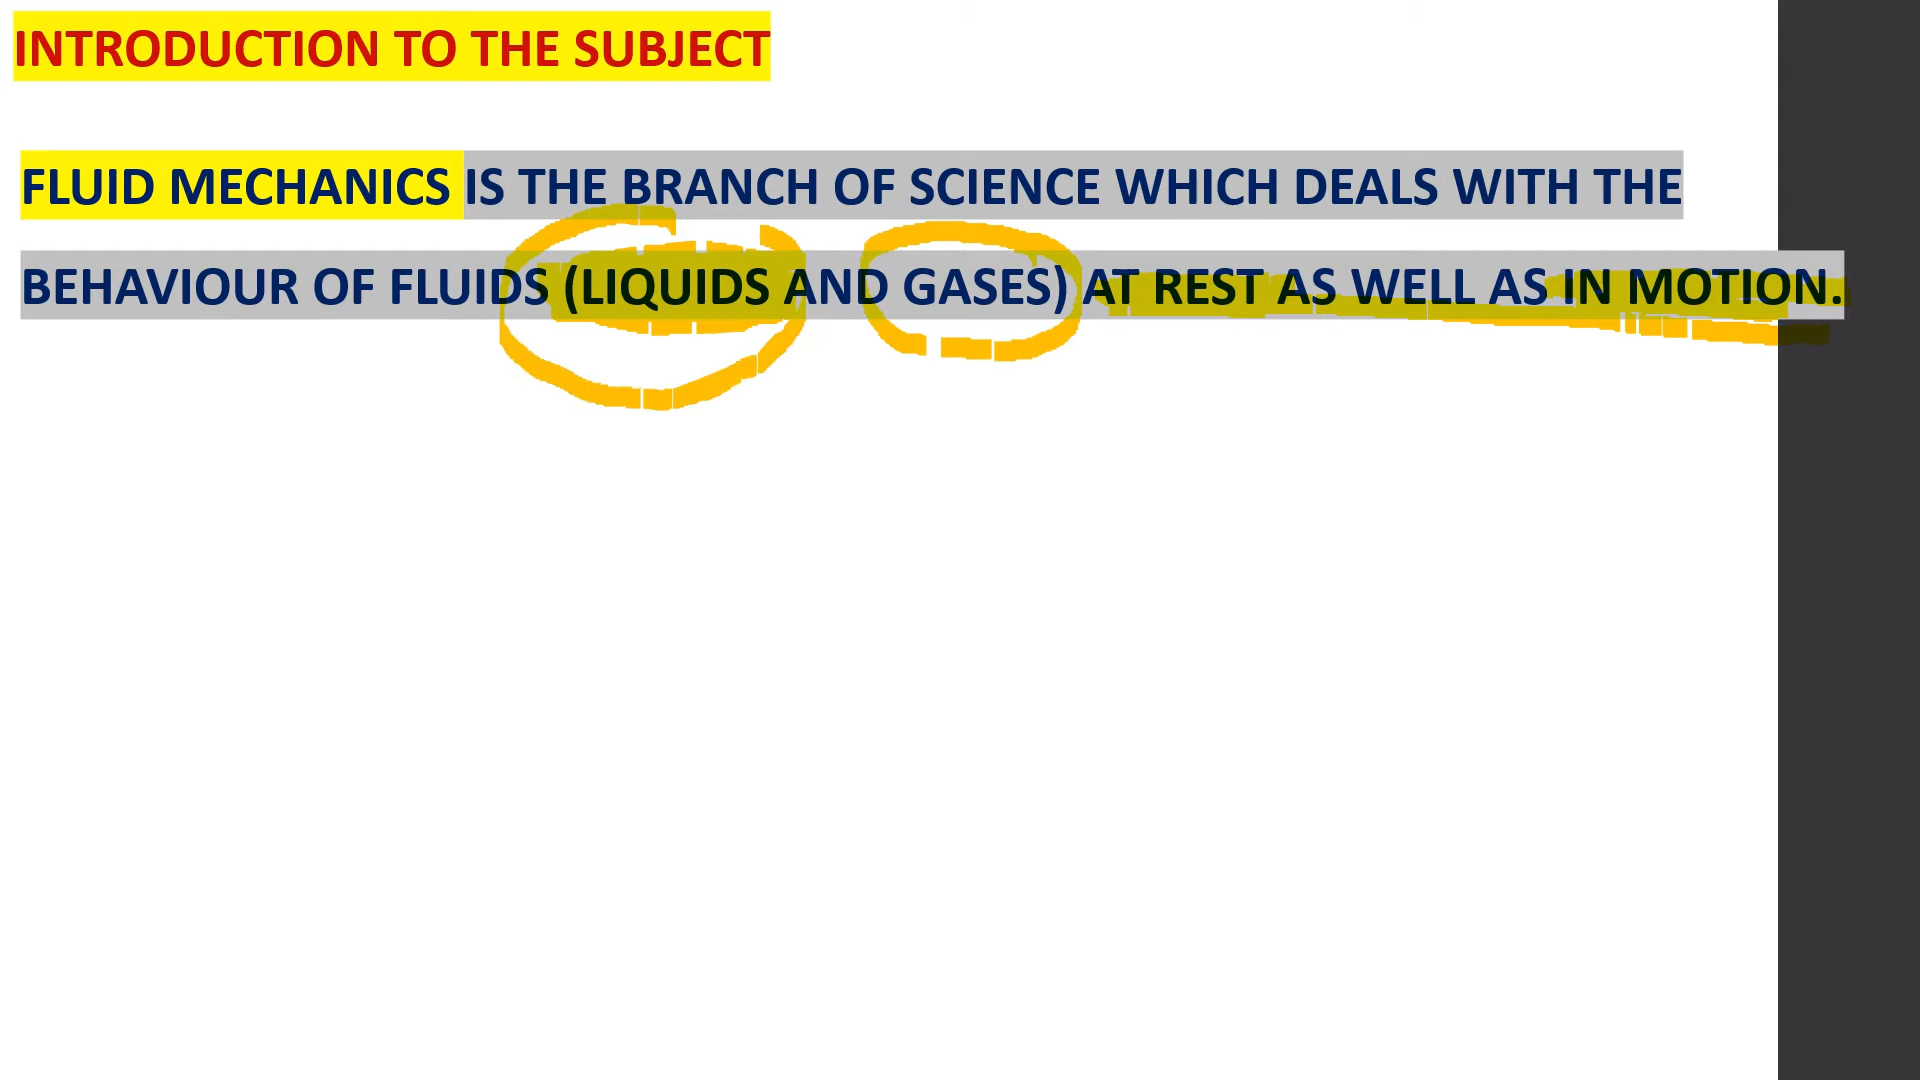 INTRODUCTION TO THE SUBJECT
FLUID MECHANICS IS THE BRANCH OF SCIENCE WHICH DEALS WITH THE
BEHAVIOUR OF FLUIDS (LIQUIDS AND GASES) AT REST AS WELL AS IN MOTION.